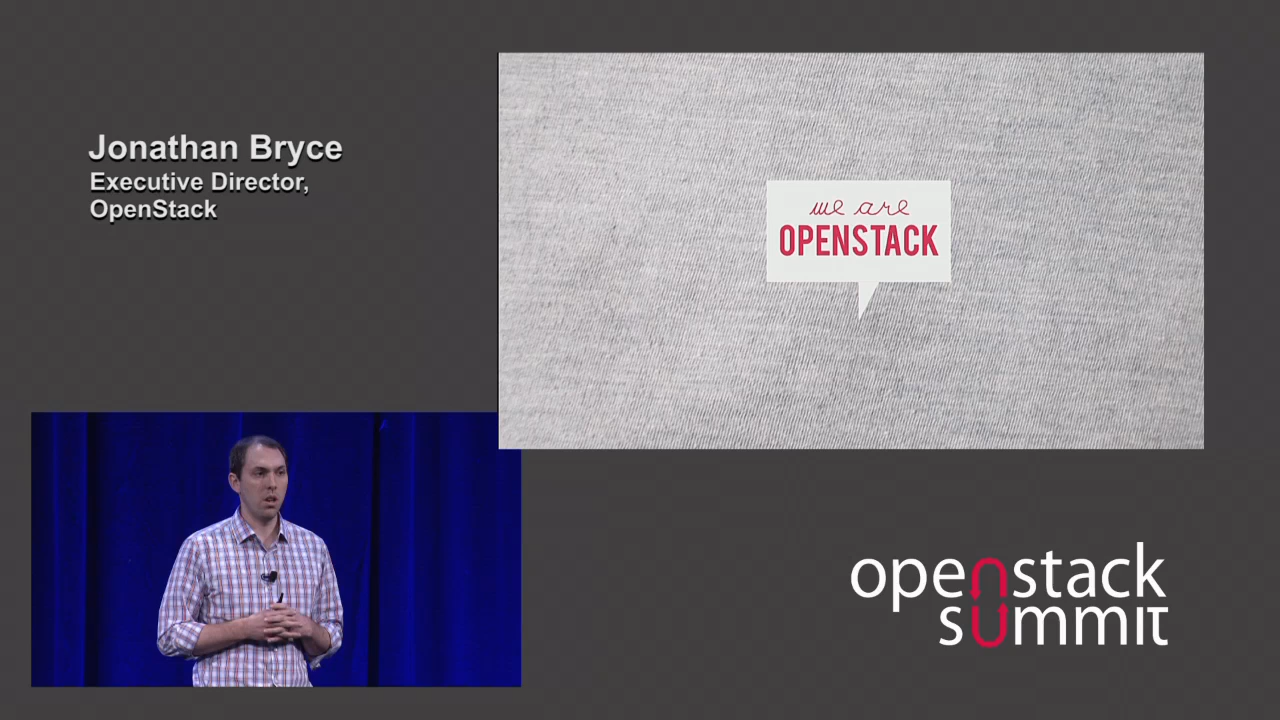 Jonathan Bryce
Executive Director,
OpenStack
we are
OPENSTACK
openstack
summit